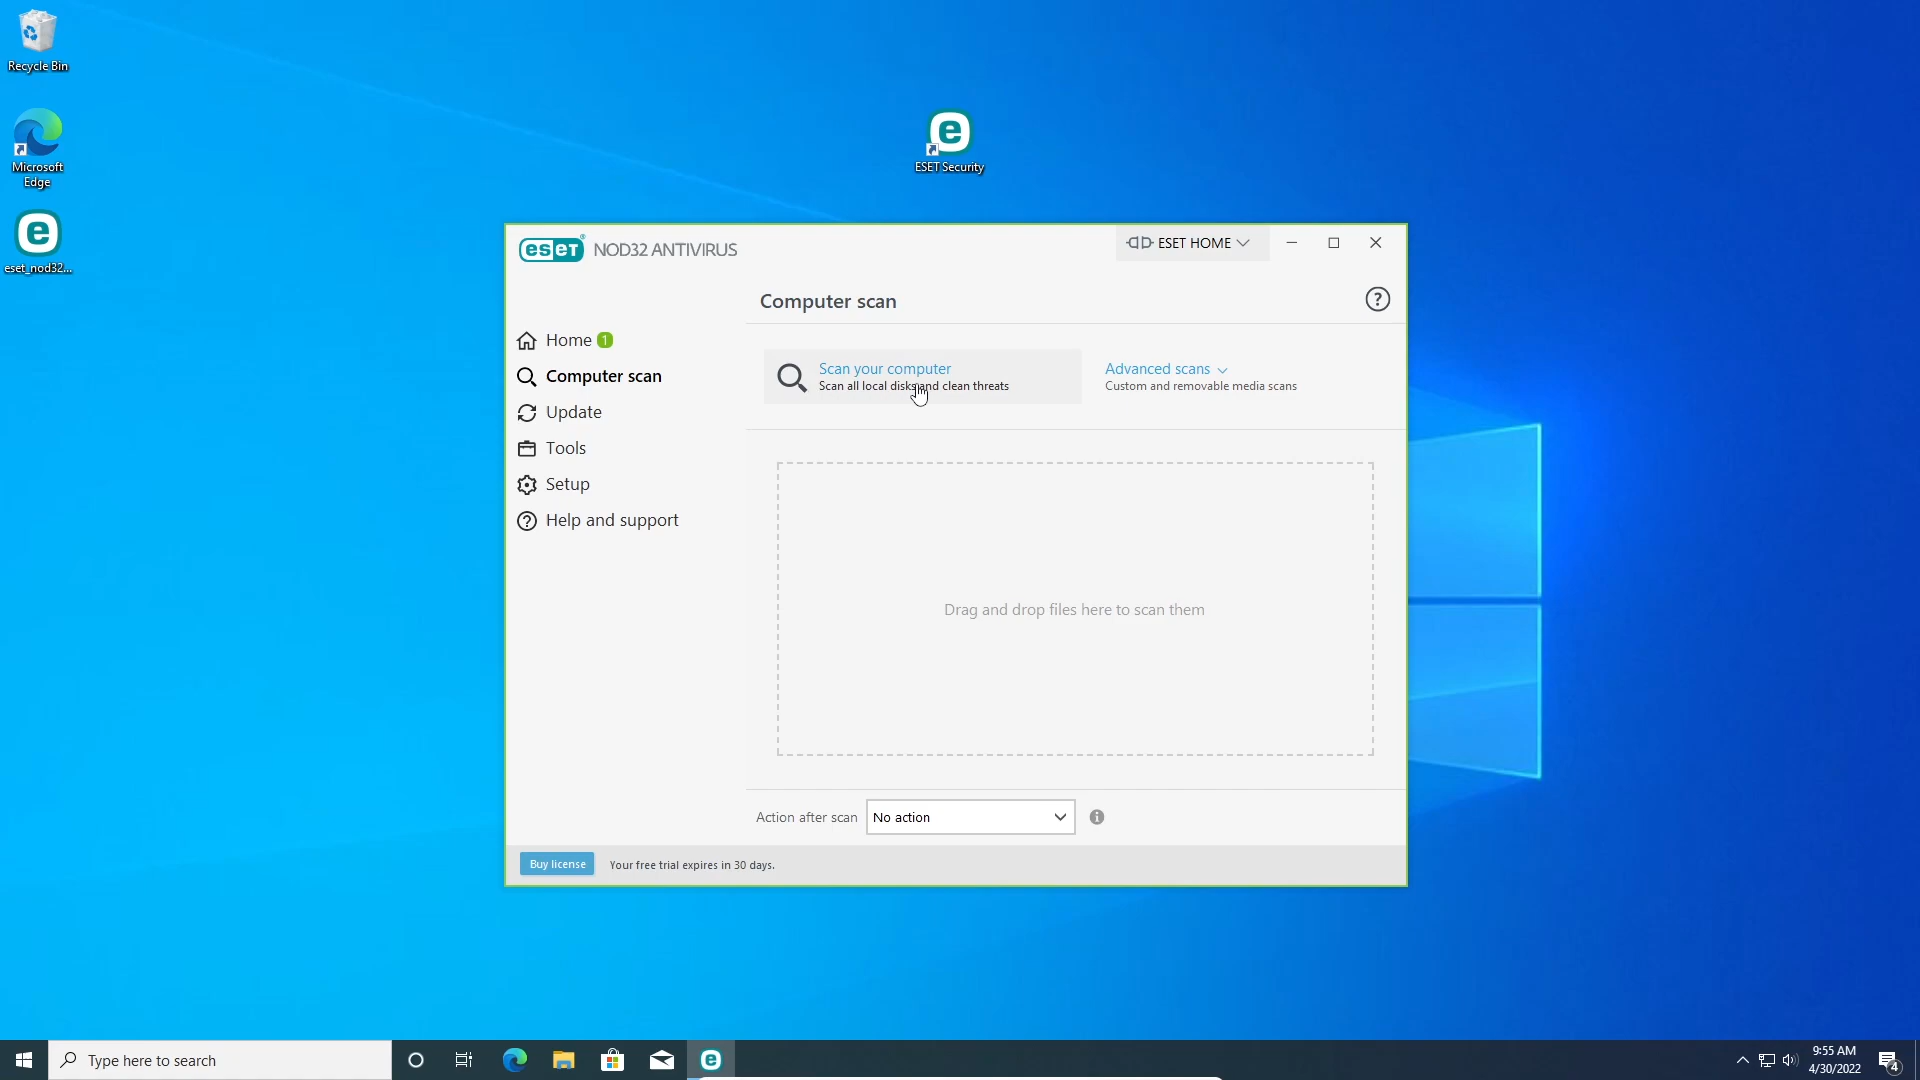 Recycle Bin
Microsoft
Edge
eset_nod32...
ESET Security
eseT® NOD32 ANTIVIRUS
ESET HOME
Computer scan
?
Home 1
Computer scan
Update
Tools
Setup
Help and support
Scan your computer
Scan all local disks and clean threats
Advanced scans
Custom and removable media scans
Drag and drop files here to scan them
Action after scan
No action
Buy license
Your free trial expires in 30 days.
Type here to search
9:55 AM
4/30/2022
4